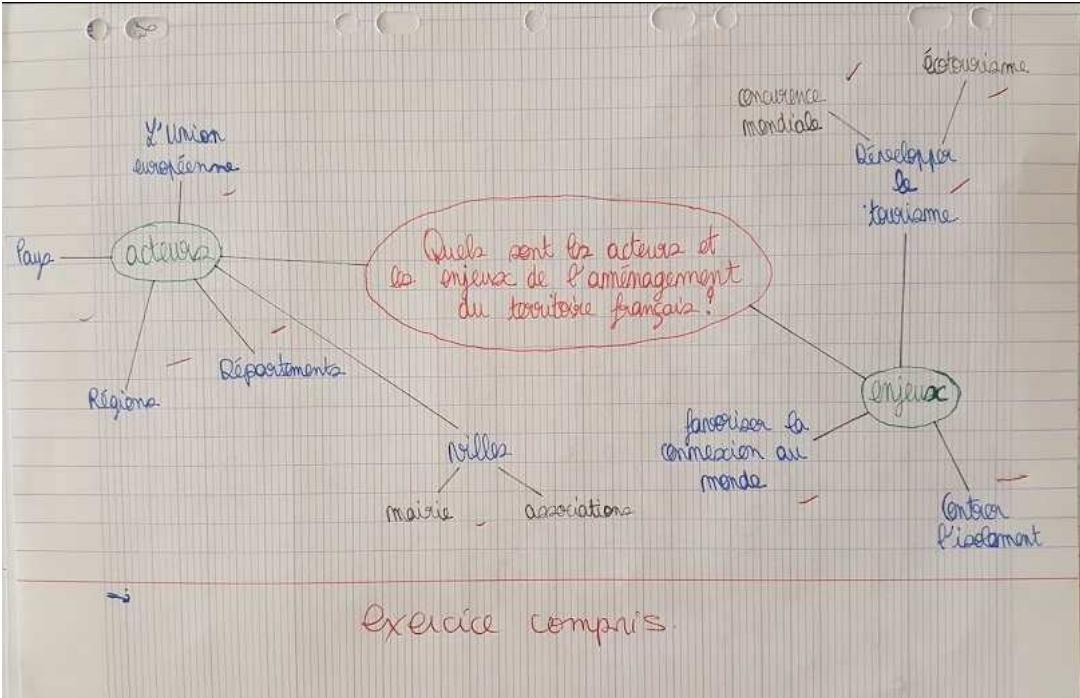 Quels sont les acteurs et
les enjeux de l'aménagement
du territoire français?
acteurs
L'Union
européenne
Pays
Régions
Départements
villes
mairie
associations
enjeux
Développer
le
tourisme
concurence
mondiale
écotourisme
favoriser la
connexion au
monde
Contrer
l'isolement
exercice compris.